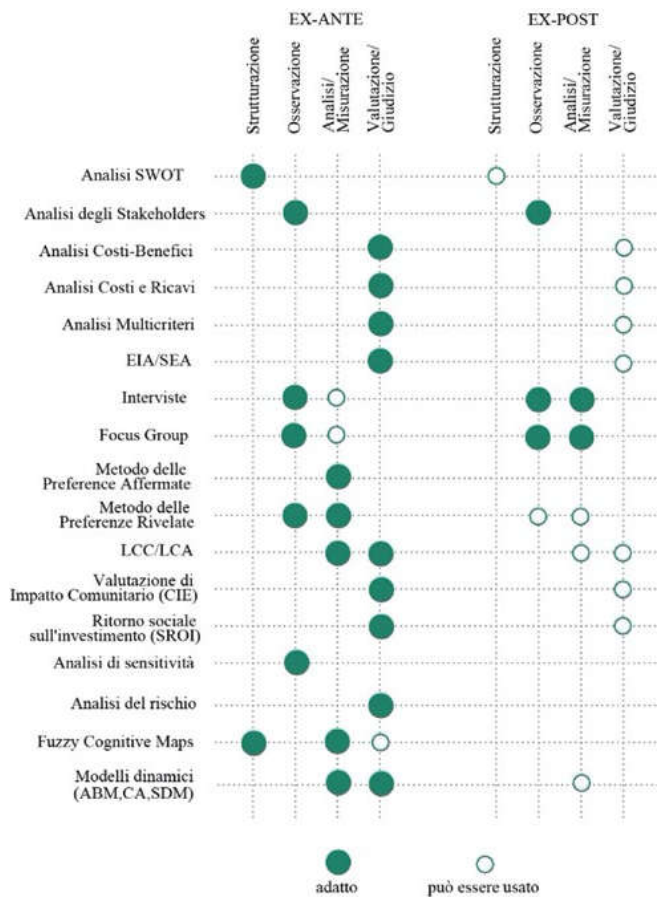 EX-ANTE
EX-POST
Strutturazione
Osservazione
Analisi/
Misurazione
Valutazione/
Giudizio
Strutturazione
Osservazione
Analisi/
Misurazione
Valutazione/
Giudizio
Analisi SWOT
Analisi degli Stakeholders
Analisi Costi-Benefici
Analisi Costi e Ricavi
Analisi Multicriteri
EIA/SEA
Interviste
Focus Group
Metodo delle
Preference Affermate
Metodo delle
Preferenze Rivelate
LCC/LCA
Valutazione di
Impatto Comunitario (CIE)
Ritorno sociale
sull'investimento (SROI)
Analisi di sensitività
Analisi del rischio
Fuzzy Cognitive Maps
Modelli dinamici
(ABM,CA,SDM)
adatto
può essere usato